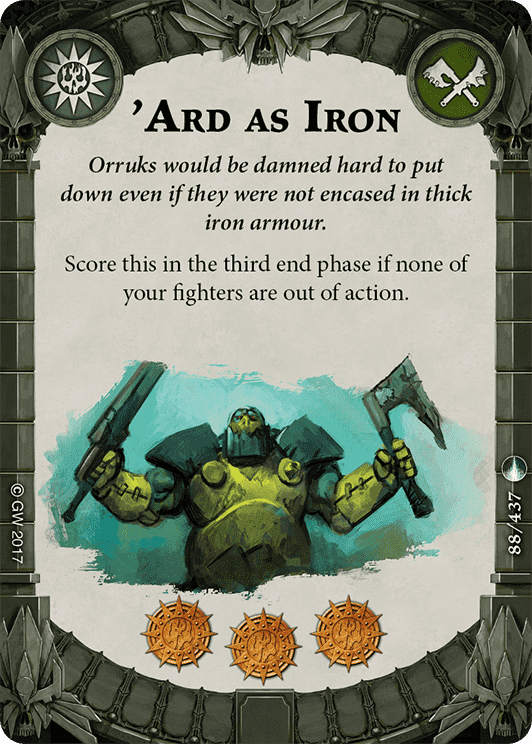 ’Ard as Iron
Orruks would be damned hard to put
down even if they were not encased in thick
iron armour.
Score this in the third end phase if none of
your fighters are out of action.
© GW 2017
88/437